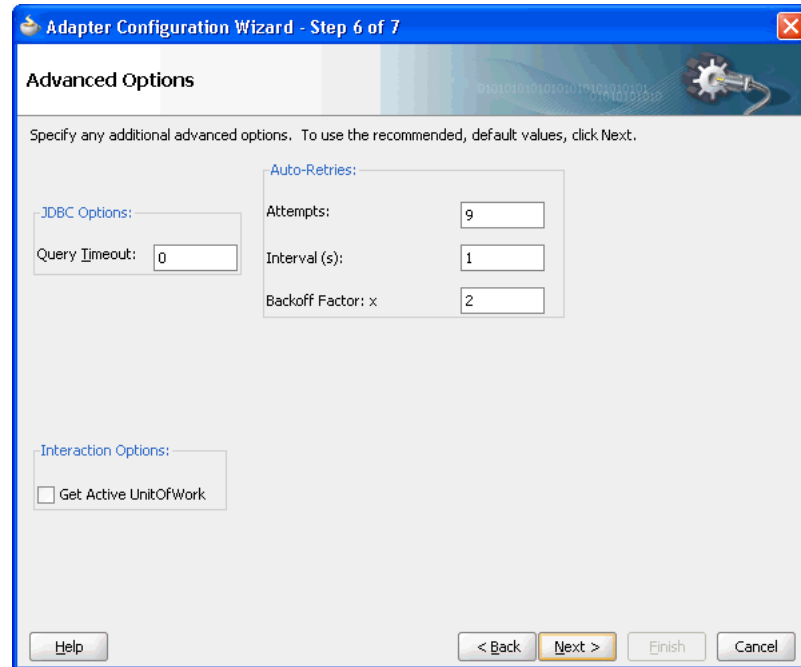 Adapter Configuration Wizard - Step 6 of 7
Advanced Options
Specify any additional advanced options. To use the recommended, default values, click Next.
Auto-Retries:
JDBC Options:
Attempts: 9
Query Timeout: 0
Interval (s): 1
Backoff Factor: x 2
Interaction Options:
Get Active UnitOfWork
Help < Back Next > Finish Cancel